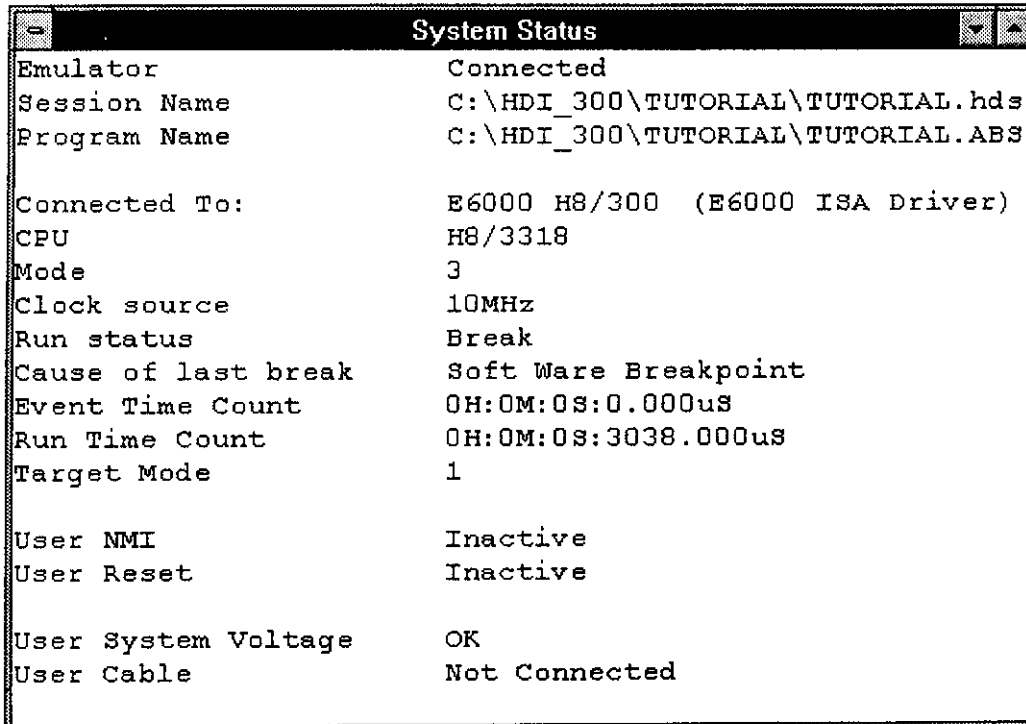 System Status
Emulator Connected
Session Name C:\HDI_300\TUTORIAL\TUTORIAL.hds
Program Name C:\HDI_300\TUTORIAL\TUTORIAL.ABS
Connected To: E6000 H8/300 (E6000 ISA Driver)
CPU H8/3318
Mode 3
Clock source 10MHz
Run status Break
Cause of last break Soft Ware Breakpoint
Event Time Count 0H:0M:0S:0.000uS
Run Time Count 0H:0M:0S:3038.000uS
Target Mode 1
User NMI Inactive
User Reset Inactive
User System Voltage OK
User Cable Not Connected